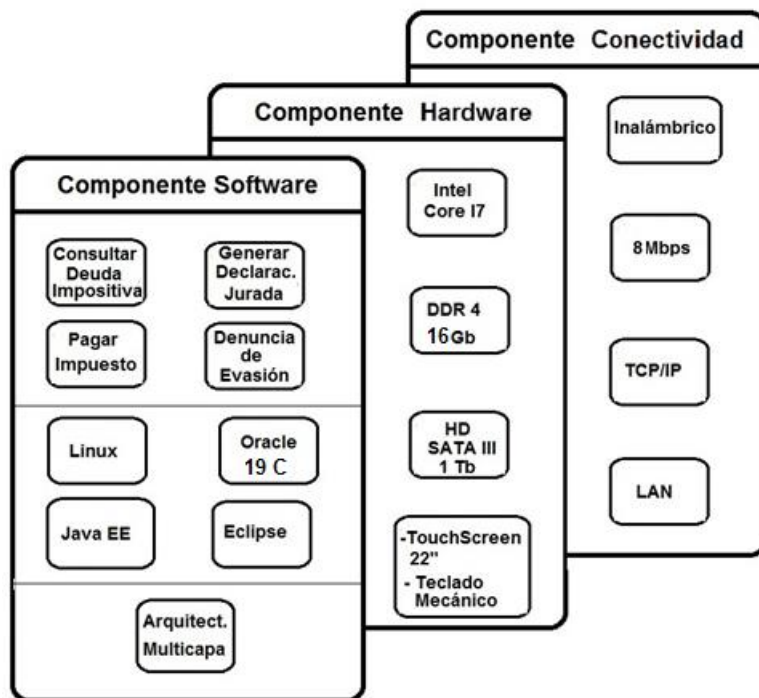 Componente Conectividad
Inalámbrico
8Mbps
TCP/IP
LAN
Componente Hardware
Intel
Core I7
DDR 4
16Gb
HD
SATA III
1 Tb
-TouchScreen
22"
- Teclado
Mecánico
Componente Software
Consultar
Deuda
Impositiva
Generar
Declarac.
Jurada
Pagar
Impuesto
Denuncia
de
Evasión
Linux
Oracle
19 C
Java EE
Eclipse
Arquitect.
Multicapa